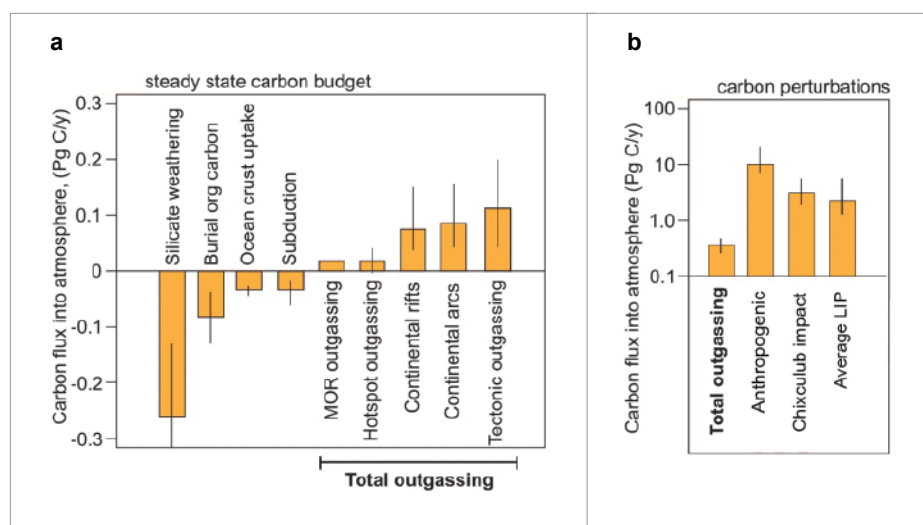 a
steady state carbon budget
Carbon flux into atmosphere, (Pg C/y)
0.3
0.2
0.1
0
-0.1
-0.2
-0.3
Silicate weathering
Burial org carbon
Ocean crust uptake
Subduction
MOR outgassing
Hotspot outgassing
Continental rifts
Continental arcs
Tectonic outgassing
Total outgassing
b
carbon perturbations
Carbon flux into atmosphere (Pg C/y)
100
10
1.0
0.1
Total outgassing
Anthropogenic
Chixculub impact
Average LIP